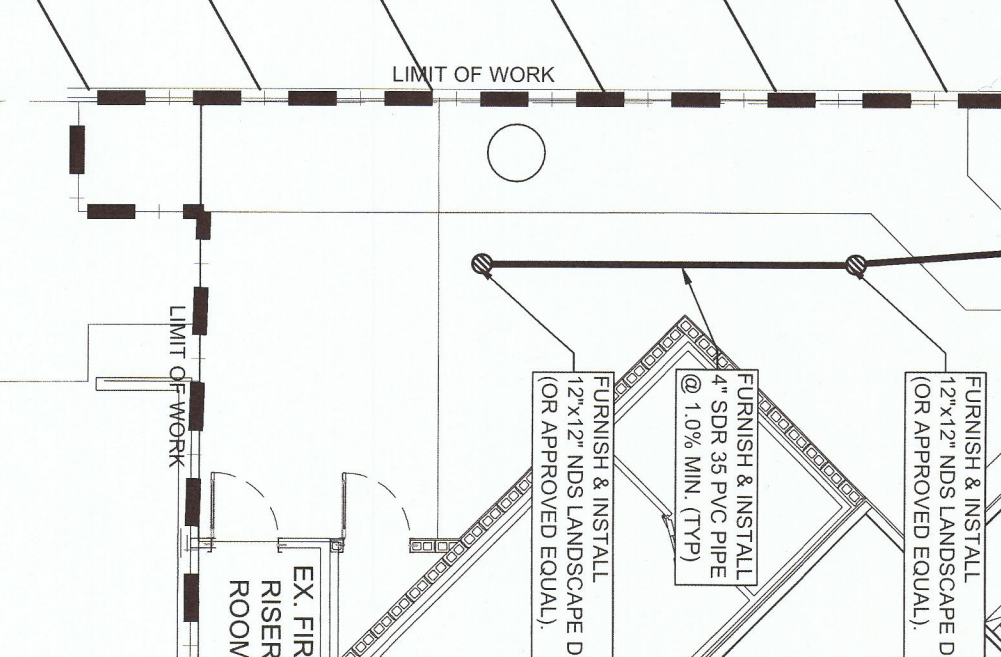 LIMIT OF WORK
LIMIT OF WORK
FURNISH & INSTALL
12"x12" NDS LANDSCAPE D
(OR APPROVED EQUAL).
FURNISH & INSTALL
4" SDR 35 PVC PIPE
@ 1.0% MIN. (TYP)
FURNISH & INSTALL
12"x12" NDS LANDSCAPE D
(OR APPROVED EQUAL).
EX. FIR
RISER
ROOM